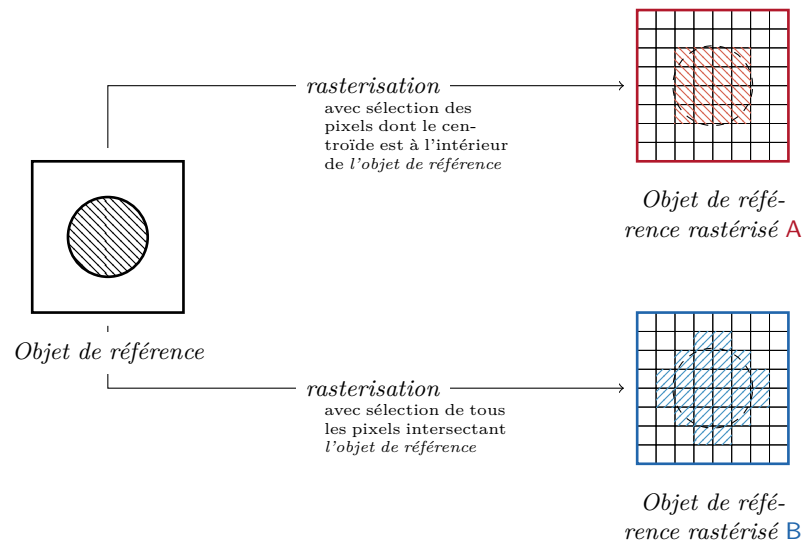 rasterisation
avec sélection des
pixels dont le cen-
troïde est à l'intérieur
de l'objet de référence
Objet de réfé-
rence rastérisé A
Objet de référence
rasterisation
avec sélection de tous
les pixels intersectant
l'objet de référence
Objet de réfé-
rence rastérisé B